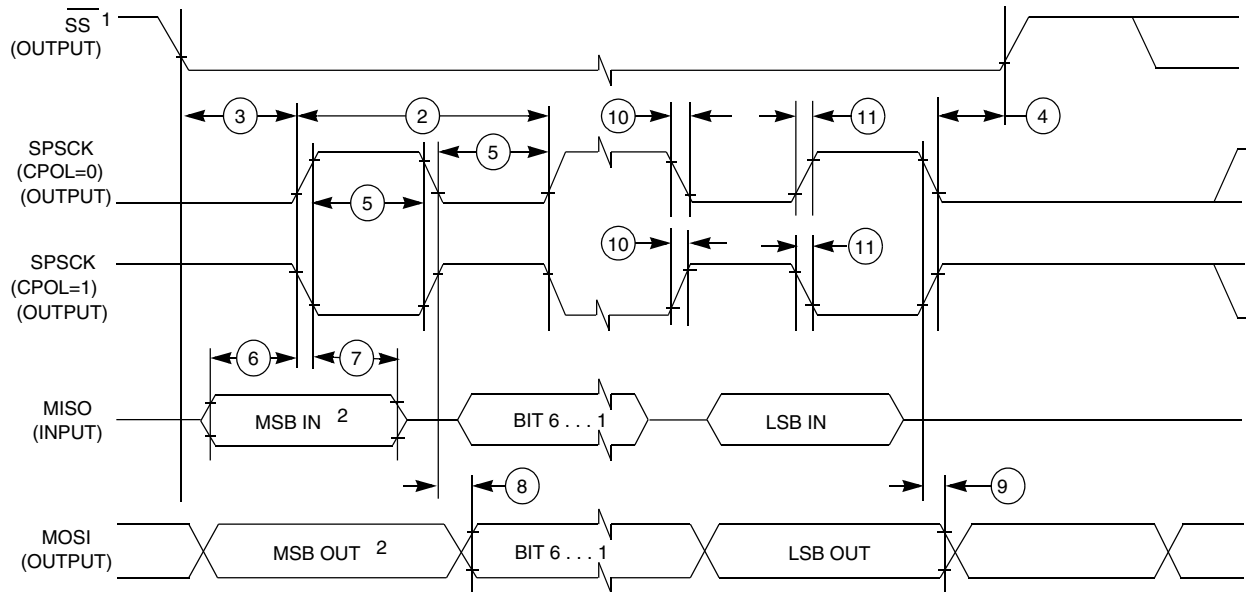 SS 1
(OUTPUT)
3
2
10
11
4
SPSCK
(CPOL=0)
(OUTPUT)
5
5
10
11
SPSCK
(CPOL=1)
(OUTPUT)
6
7
MISO
(INPUT)
MSB IN 2
BIT 6 . . . 1
LSB IN
8
9
MOSI
(OUTPUT)
MSB OUT 2
BIT 6 . . . 1
LSB OUT